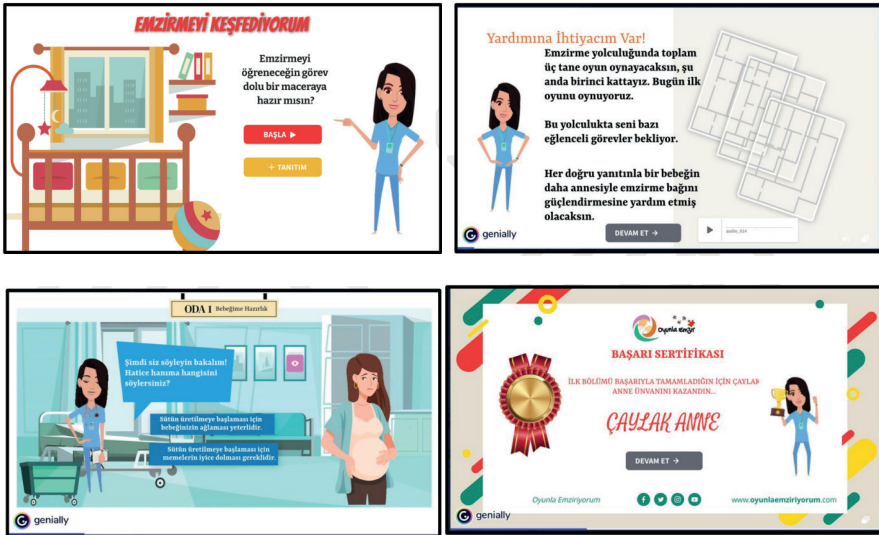 EMZİRMEYİ KEŞFEDİYORUM
Emzirmeyi
öğreneceğin görev
dolu bir maceraya
hazır mısın?
BAŞLA
+ TANITIM
Yardımına İhtiyacım Var!
Emzirme yolculuğunda toplam
üç tane oyun oynayacaksın, şu
anda birinci kattayız. Bugün ilk
oyunu oynuyoruz.
Bu yolculukta seni bazı
eğlenceli görevler bekliyor.
Her doğru yanıtınla bir bebeğin
daha annesiyle emzirme bağını
güçlendirmesine yardım etmiş
olacaksın.
DEVAM ET →
audio_014
genially
ODA 1 Bebeğime Hazırlık
Şimdi siz söyleyin bakalım!
Hatice hanıma hangisini
söylersiniz?
Sütün üretilmeye başlaması için
bebeğinizin ağlaması yeterlidir.
Sütün üretilmeye başlaması için
memelerin iyice dolması gereklidir.
genially
oyunla emzir
BAŞARI SERTİFİKASI
İLK BÖLÜMÜ BAŞARIYLA TAMAMLADIĞIN İÇİN ÇAYLAK
ANNE ÜNVANINI KAZANDIN...
ÇAYLAK ANNE
DEVAM ET →
Oyunla Emziriyorum
www.oyunlaemziriyorum.com
genially